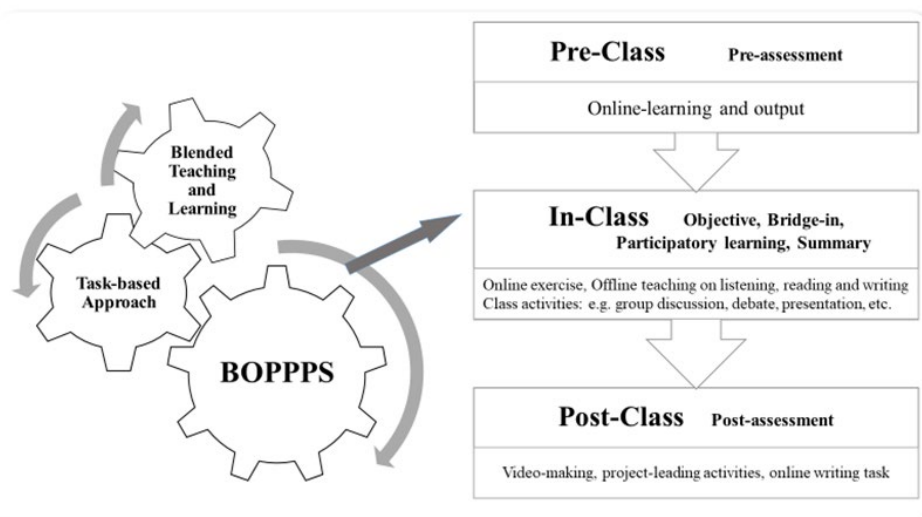 Blended
Teaching
and
Learning
Task-based
Approach
BOPPPS
Pre-Class Pre-assessment
Online-learning and output
In-Class Objective, Bridge-in,
Participatory learning, Summary
Online exercise, Offline teaching on listening, reading and writing
Class activities: e.g. group discussion, debate, presentation, etc.
Post-Class Post-assessment
Video-making, project-leading activities, online writing task